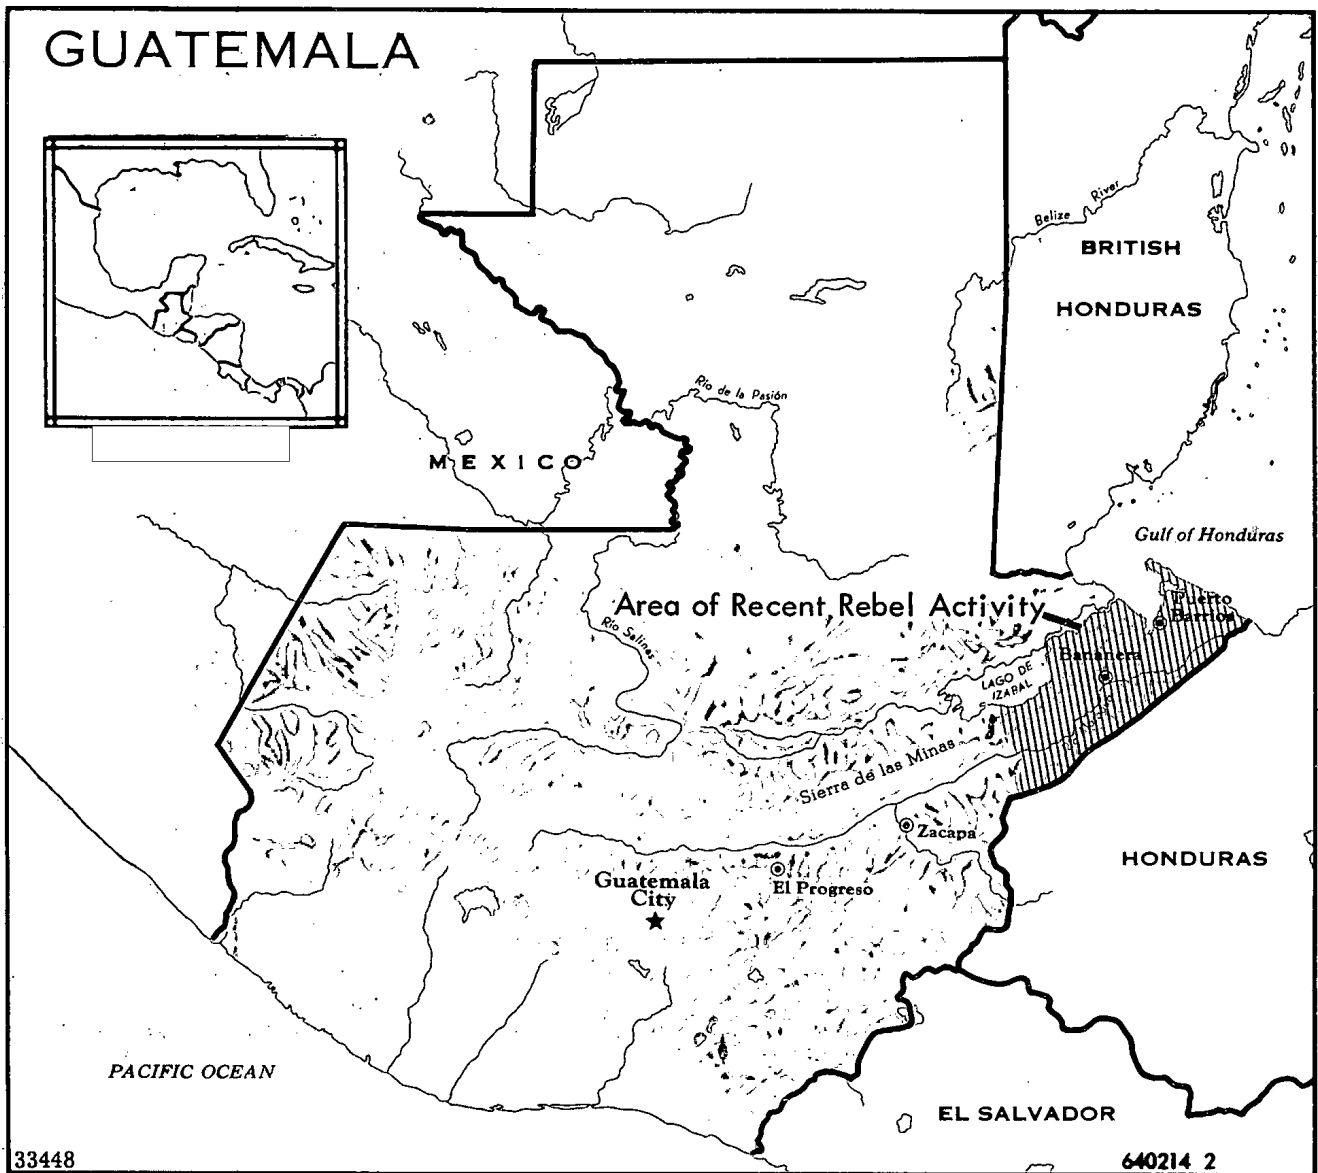 GUATEMALA
Belize River
BRITISH
HONDURAS
Río de la Pasión
MEXICO
Gulf of Honduras
Area of Recent Rebel Activity
Puerto
Barrios
Río Salinas
Bananera
LAGO DE
IZABAL
Sierra de las Minas
Zacapa
HONDURAS
Guatemala
City
El Progreso
PACIFIC OCEAN
EL SALVADOR
33448
640214 2